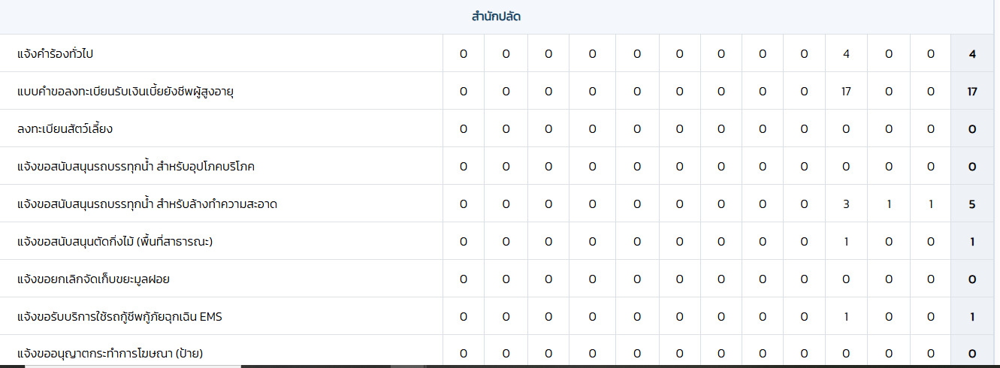 สำนักปลัด
แจ้งคำร้องทั่วไป 0 0 0 0 0 0 0 0 0 4 0 0 4
แบบคำขอลงทะเบียนรับเงินเบี้ยยังชีพผู้สูงอายุ 0 0 0 0 0 0 0 0 0 17 0 0 17
ลงทะเบียนสัตว์เลี้ยง 0 0 0 0 0 0 0 0 0 0 0 0 0
แจ้งขอสนับสนุนรถบรรทุกน้ำ สำหรับอุปโภคบริโภค 0 0 0 0 0 0 0 0 0 0 0 0 0
แจ้งขอสนับสนุนรถบรรทุกน้ำ สำหรับล้างทำความสะอาด 0 0 0 0 0 0 0 0 0 3 1 1 5
แจ้งขอสนับสนุนตัดกิ่งไม้ (พื้นที่สาธารณะ) 0 0 0 0 0 0 0 0 0 1 0 0 1
แจ้งขอยกเลิกจัดเก็บขยะมูลฝอย 0 0 0 0 0 0 0 0 0 0 0 0 0
แจ้งขอรับบริการใช้รถกู้ชีพกู้ภัยฉุกเฉิน EMS 0 0 0 0 0 0 0 0 0 1 0 0 1
แจ้งขออนุญาตกระทำการโฆษณา (ป้าย) 0 0 0 0 0 0 0 0 0 0 0 0 0